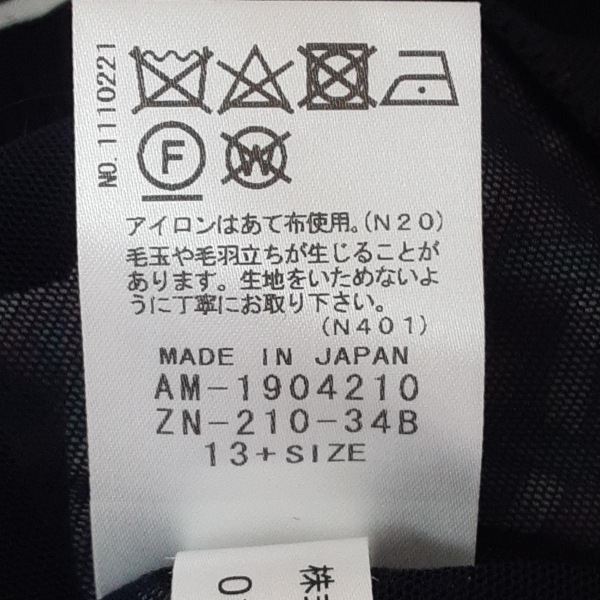 NO. 1110221
F
W
アイロンはあて布使用。(N20)
毛玉や毛羽立ちが生じることが
あります。生地をいためないよ
うに丁寧にお取り下さい。
(N401)
MADE IN JAPAN
AM-1904210
ZN-210-34B
13+SIZE
株
0